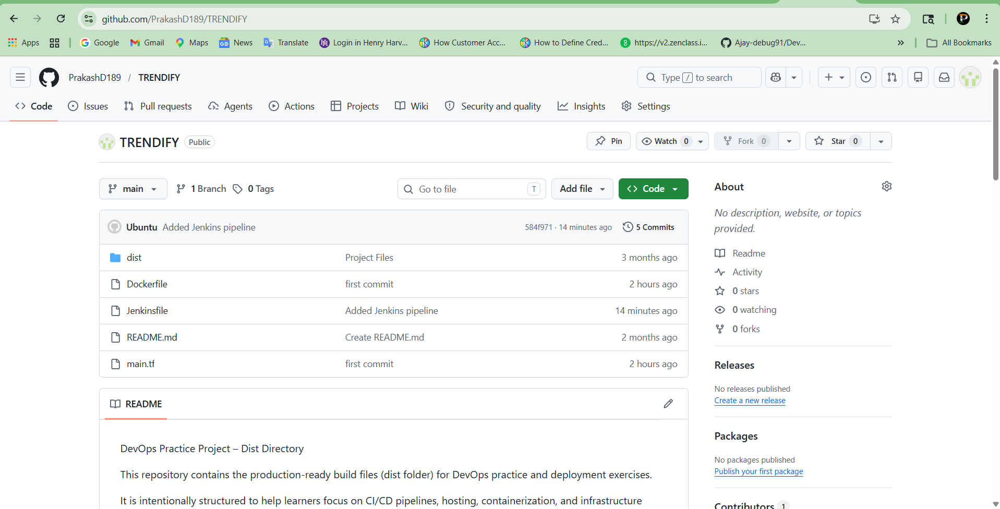 github.com/PrakashD189/TRENDIFY
Apps Google Gmail Maps News Translate Login in Henry Harv... How Customer Acc... How to Define Cred... https://v2.zenclass.i... Ajay-debug91/Dev... » All Bookmarks
PrakashD189 / TRENDIFY Type / to search
Code Issues Pull requests Agents Actions Projects Wiki Security and quality Insights Settings
TRENDIFY Public Pin Watch 0 Fork 0 Star 0
main 1 Branch 0 Tags Go to file T Add file Code
Ubuntu Added Jenkins pipeline 584f971 · 14 minutes ago 5 Commits
dist Project Files 3 months ago
Dockerfile first commit 2 hours ago
Jenkinsfile Added Jenkins pipeline 14 minutes ago
README.md Create README.md 2 months ago
main.tf first commit 2 hours ago
README
DevOps Practice Project – Dist Directory
This repository contains the production-ready build files (dist folder) for DevOps practice and deployment exercises.
It is intentionally structured to help learners focus on CI/CD pipelines, hosting, containerization, and infrastructure
About
No description, website, or topics
provided.
Readme
Activity
0 stars
0 watching
0 forks
Releases
No releases published
Create a new release
Packages
No packages published
Publish your first package
Contributors 1